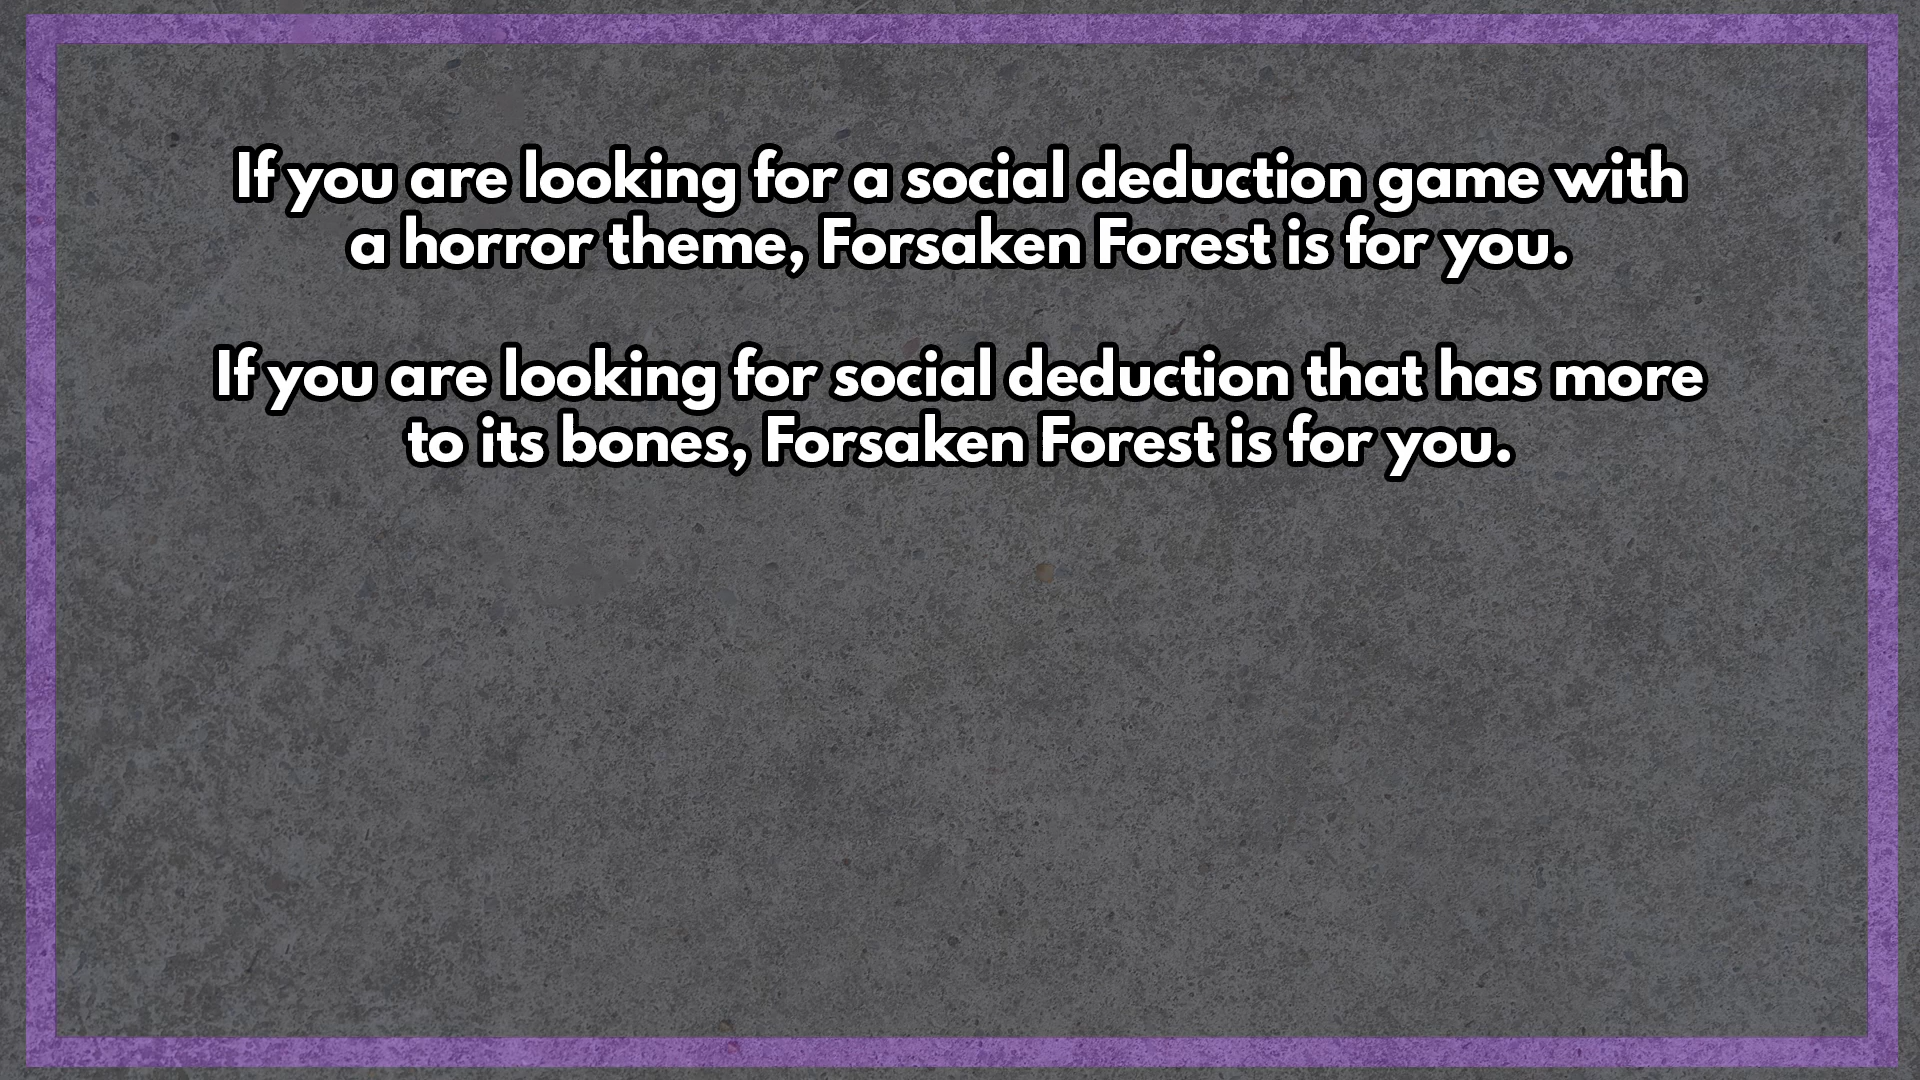 If you are looking for a social deduction game with
a horror theme, Forsaken Forest is for you.
If you are looking for social deduction that has more
to its bones, Forsaken Forest is for you.